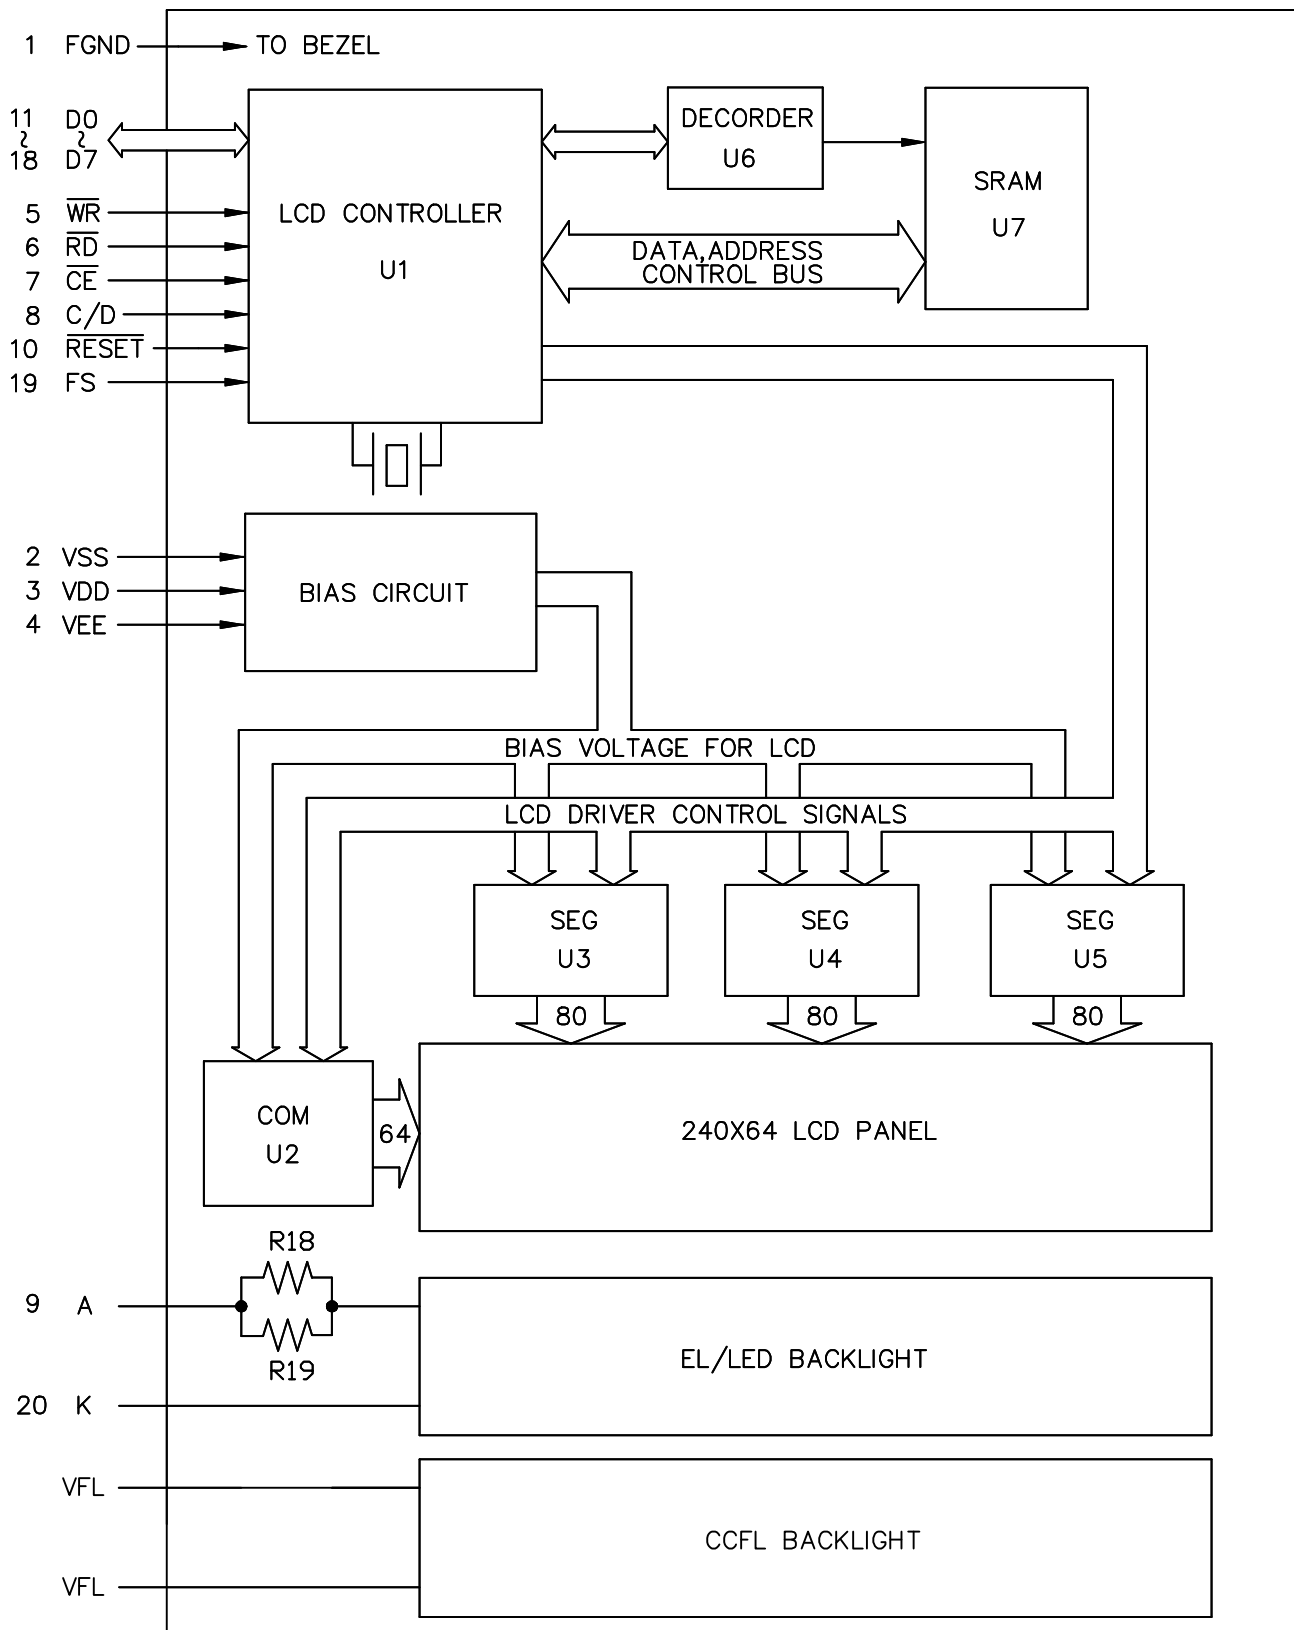 1 FGND TO BEZEL
11 D0
~ ~
18 D7
5 WR
6 RD
7 CE
8 C/D
10 RESET
19 FS
LCD CONTROLLER
U1
DECORDER
U6
SRAM
U7
DATA,ADDRESS
CONTROL BUS
2 VSS
3 VDD
4 VEE
BIAS CIRCUIT
BIAS VOLTAGE FOR LCD
LCD DRIVER CONTROL SIGNALS
SEG
U3
SEG
U4
SEG
U5
80
80
80
COM
U2
64
240X64 LCD PANEL
R18
9 A
R19
20 K
EL/LED BACKLIGHT
VFL
VFL
CCFL BACKLIGHT